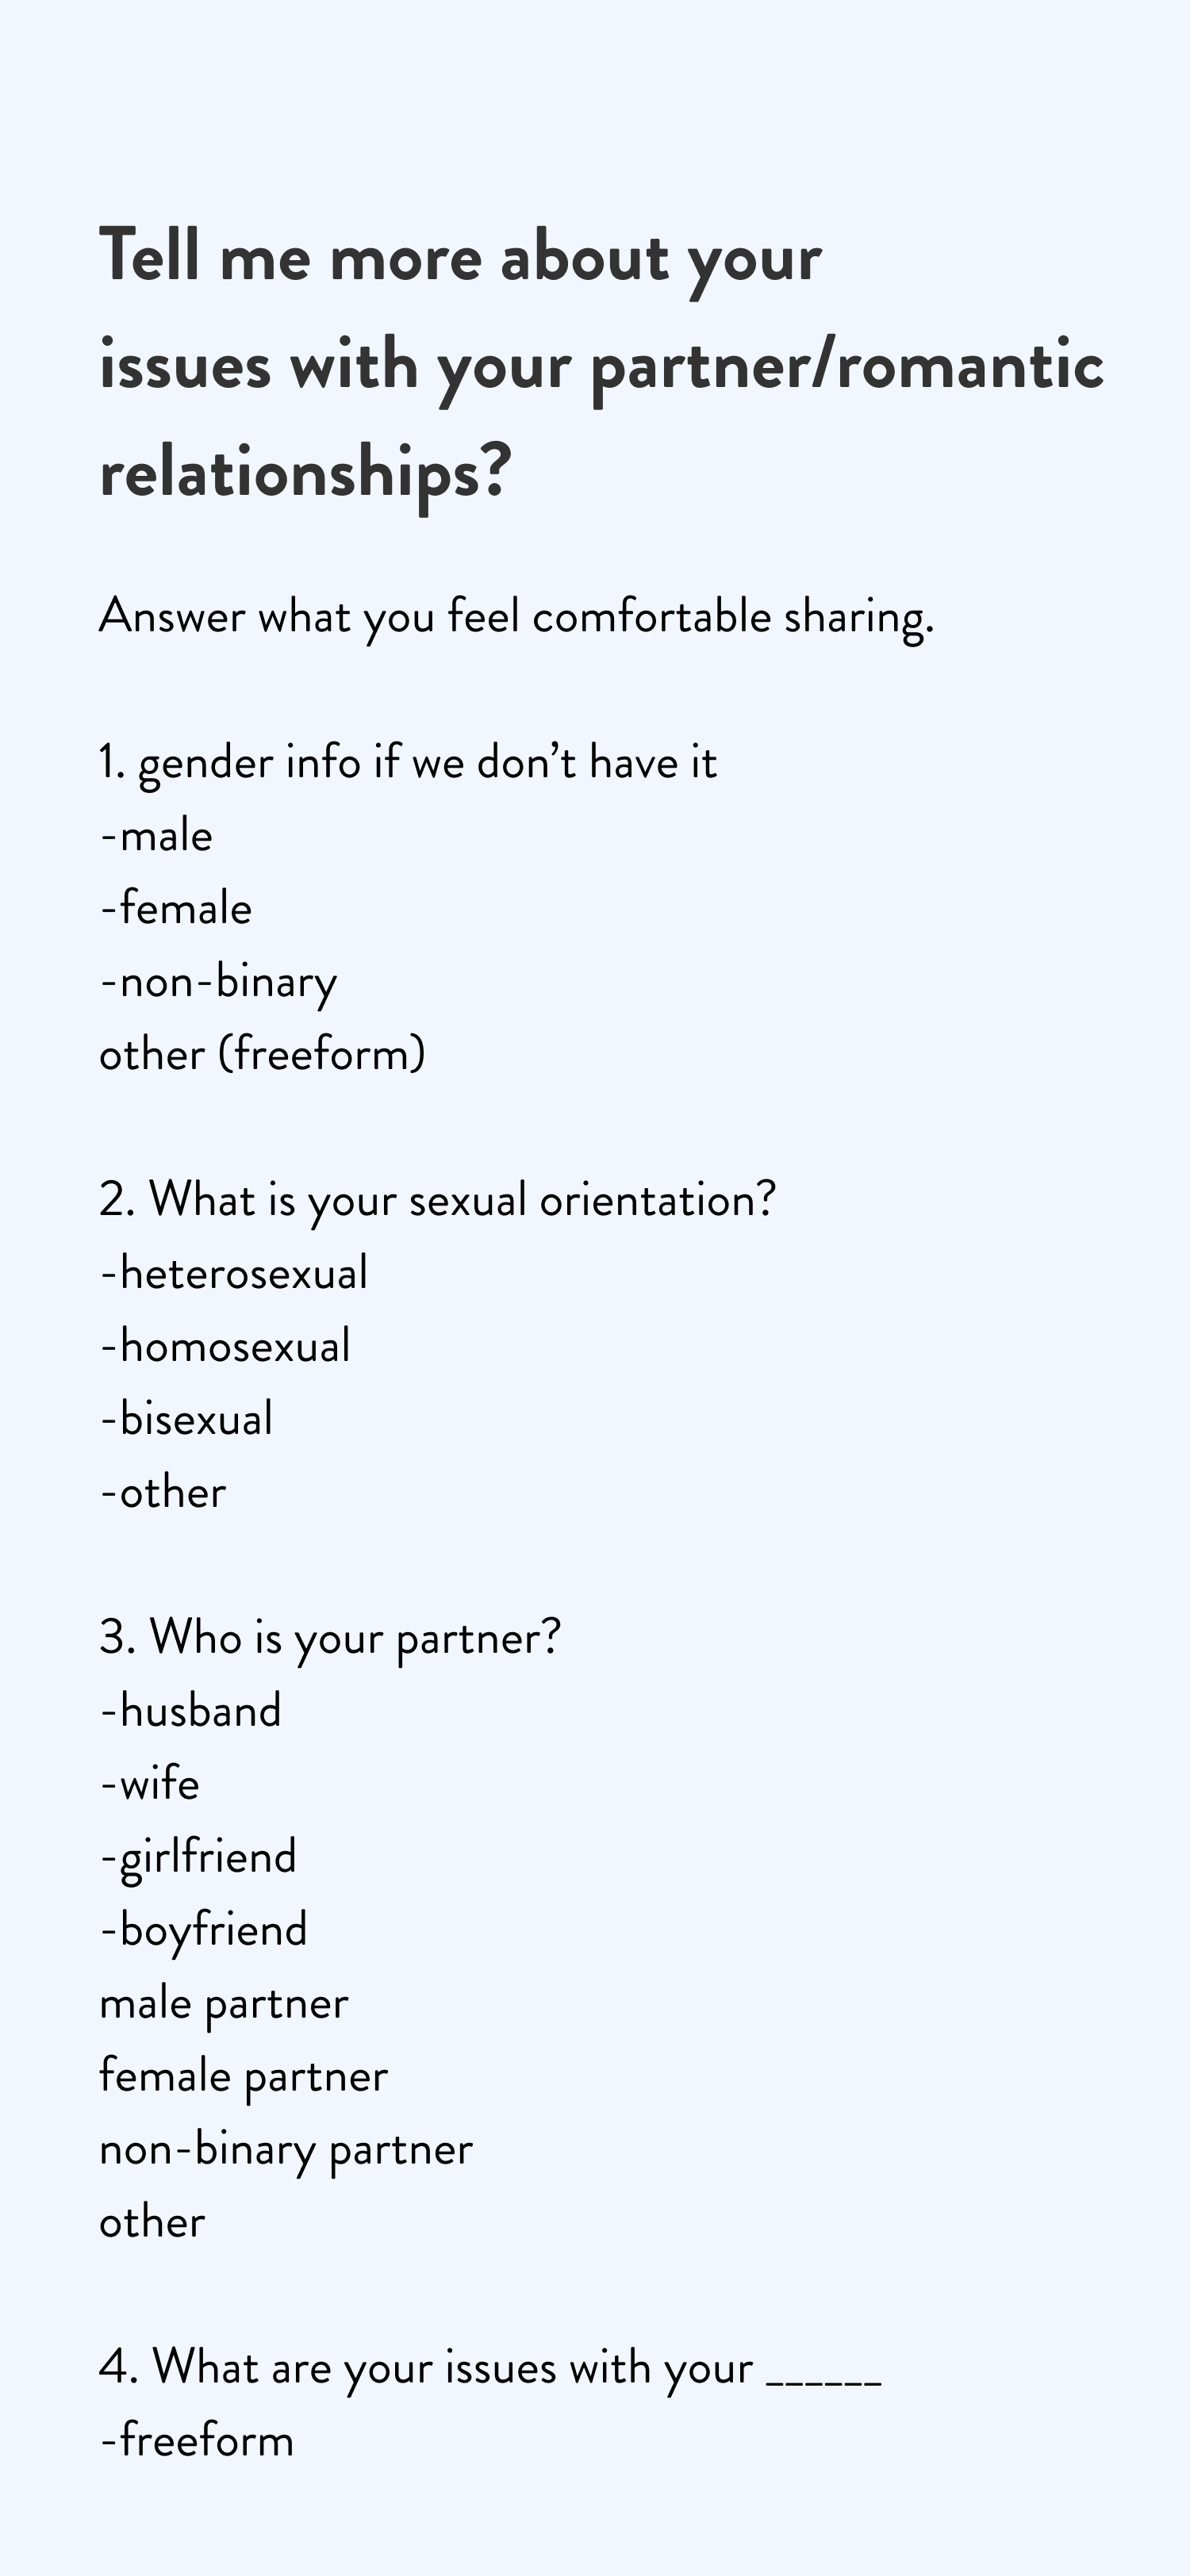 Tell me more about your
issues with your partner/romantic
relationships?
Answer what you feel comfortable sharing.
1. gender info if we don’t have it
-male
-female
-non-binary
other (freeform)
2. What is your sexual orientation?
-heterosexual
-homosexual
-bisexual
-other
3. Who is your partner?
-husband
-wife
-girlfriend
-boyfriend
male partner
female partner
non-binary partner
other
4. What are your issues with your ______
-freeform